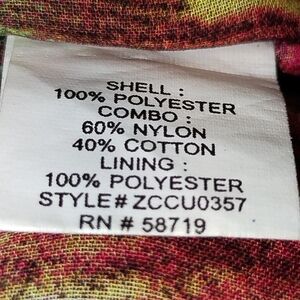 SHELL :
100% POLYESTER
COMBO :
60% NYLON
40% COTTON
LINING :
100% POLYESTER
STYLE# ZCCU0357
RN # 58719